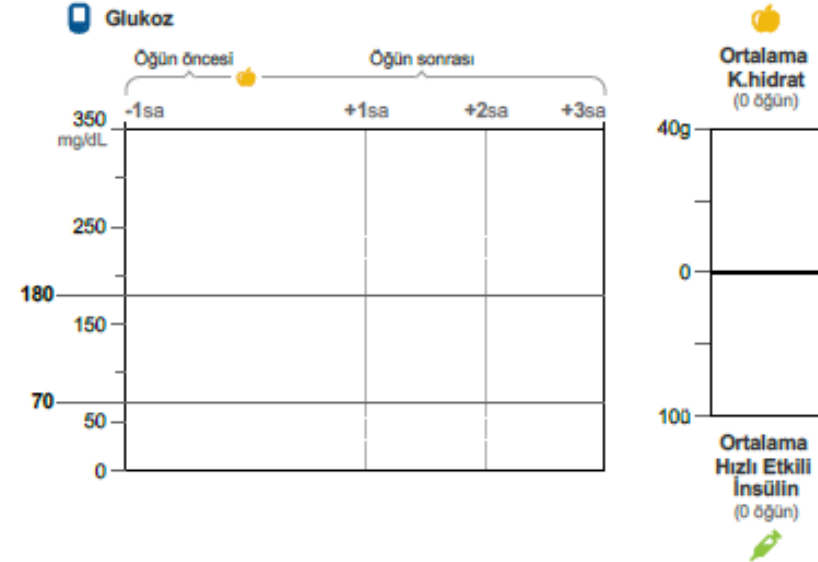 Glukoz
Öğün öncesi
Öğün sonrası
-1sa
+1sa
+2sa
+3sa
350
mg/dL
250
180
150
70
50
0
Ortalama
K.hidrat
(0 öğün)
40g
0
10ü
Ortalama
Hızlı Etkili
İnsülin
(0 öğün)